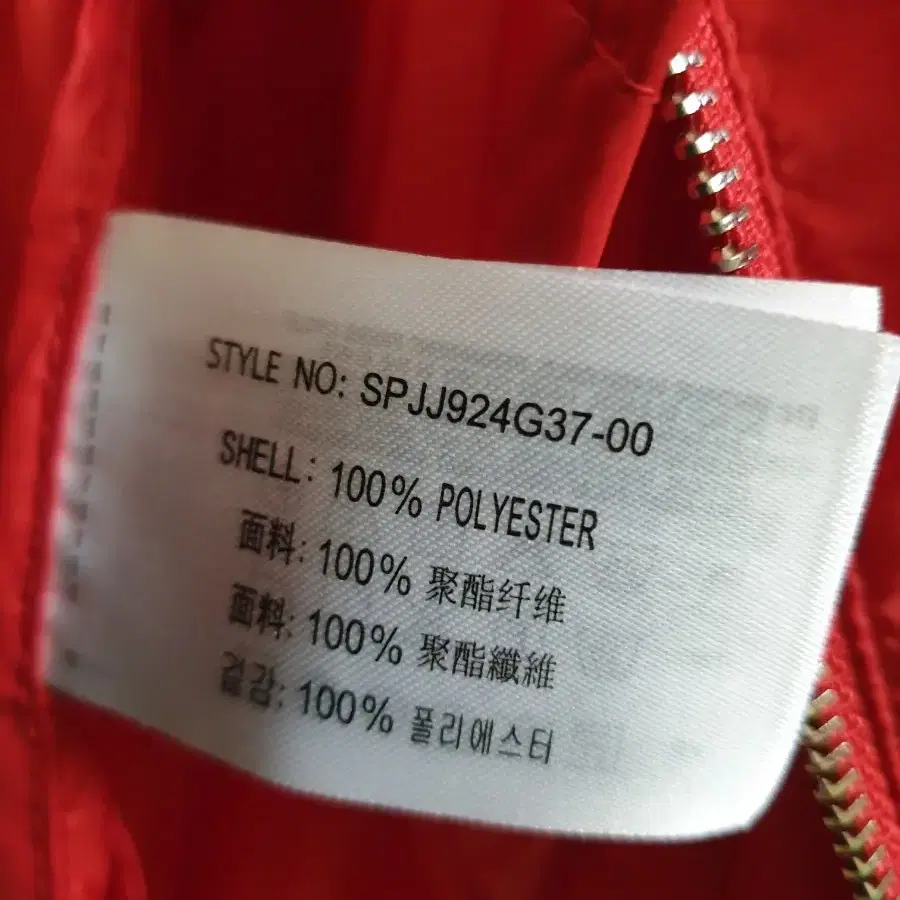 STYLE NO: SPJJ924G37-00
SHELL: 100% POLYESTER
面料: 100% 聚酯纤维
面料: 100% 聚酯纖維
겉감: 100% 폴리에스터